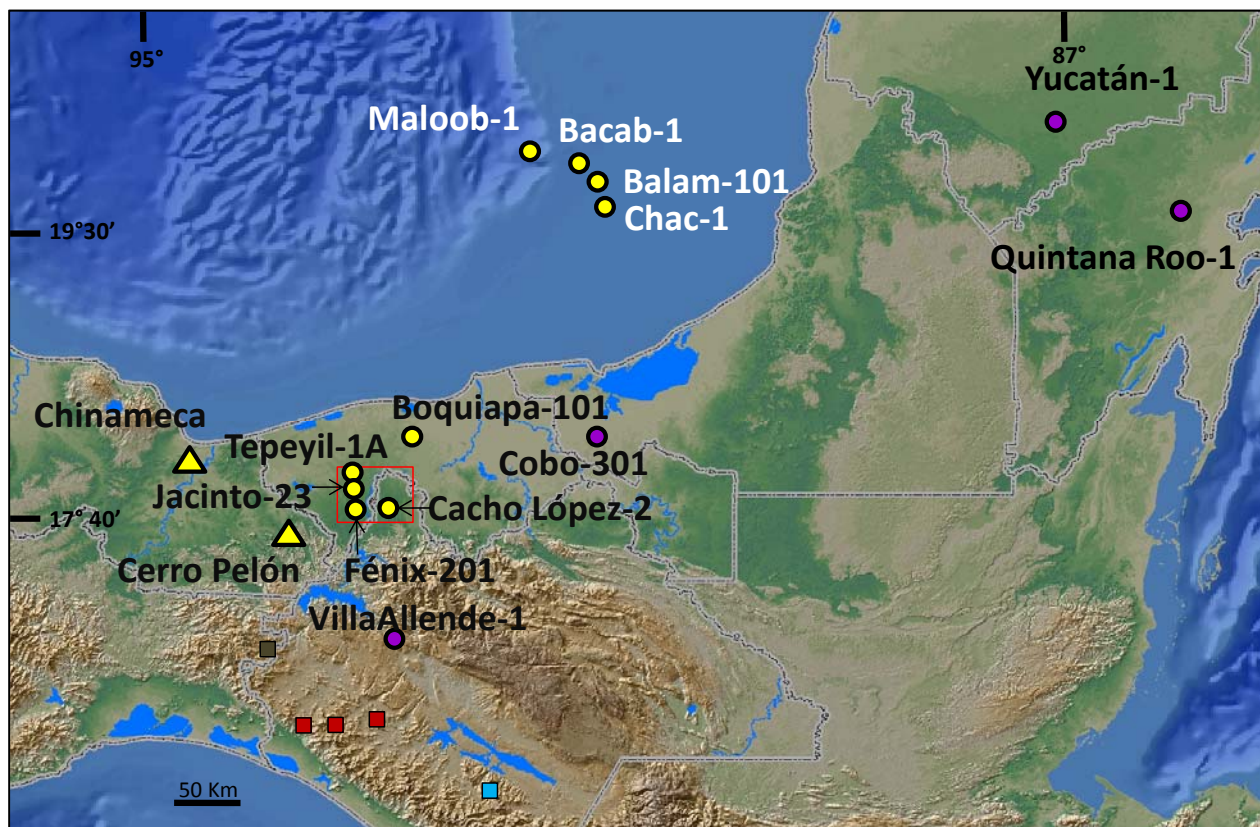 95°
87°
Yucatán-1
Maloob-1
Bacab-1
Balam-101
Chac-1
19°30’
Quintana Roo-1
Chinameca
Boquiapa-101
Tepeyil-1A
Cobo-301
Jacinto-23
Cacho López-2
17°40’
Cerro Pelón
Fénix-201
VillaAllende-1
50 Km